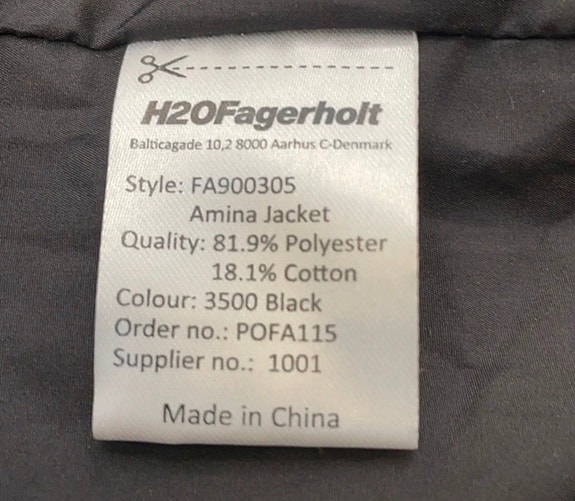 H2OFagerholt
Balticagade 10,2 8000 Aarhus C-Denmark
Style: FA900305
Amina Jacket
Quality: 81.9% Polyester
18.1% Cotton
Colour: 3500 Black
Order no.: POFA115
Supplier no.: 1001
Made in China